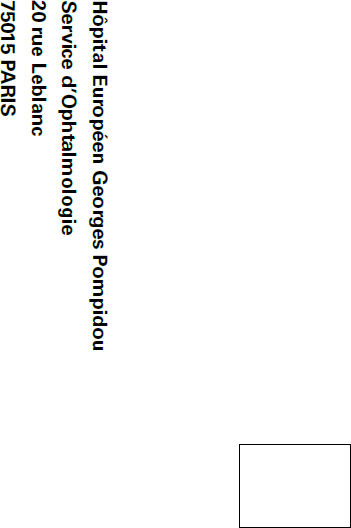 Hôpital Européen Georges Pompidou
Service d’Ophtalmologie
20 rue Leblanc
75015 PARIS